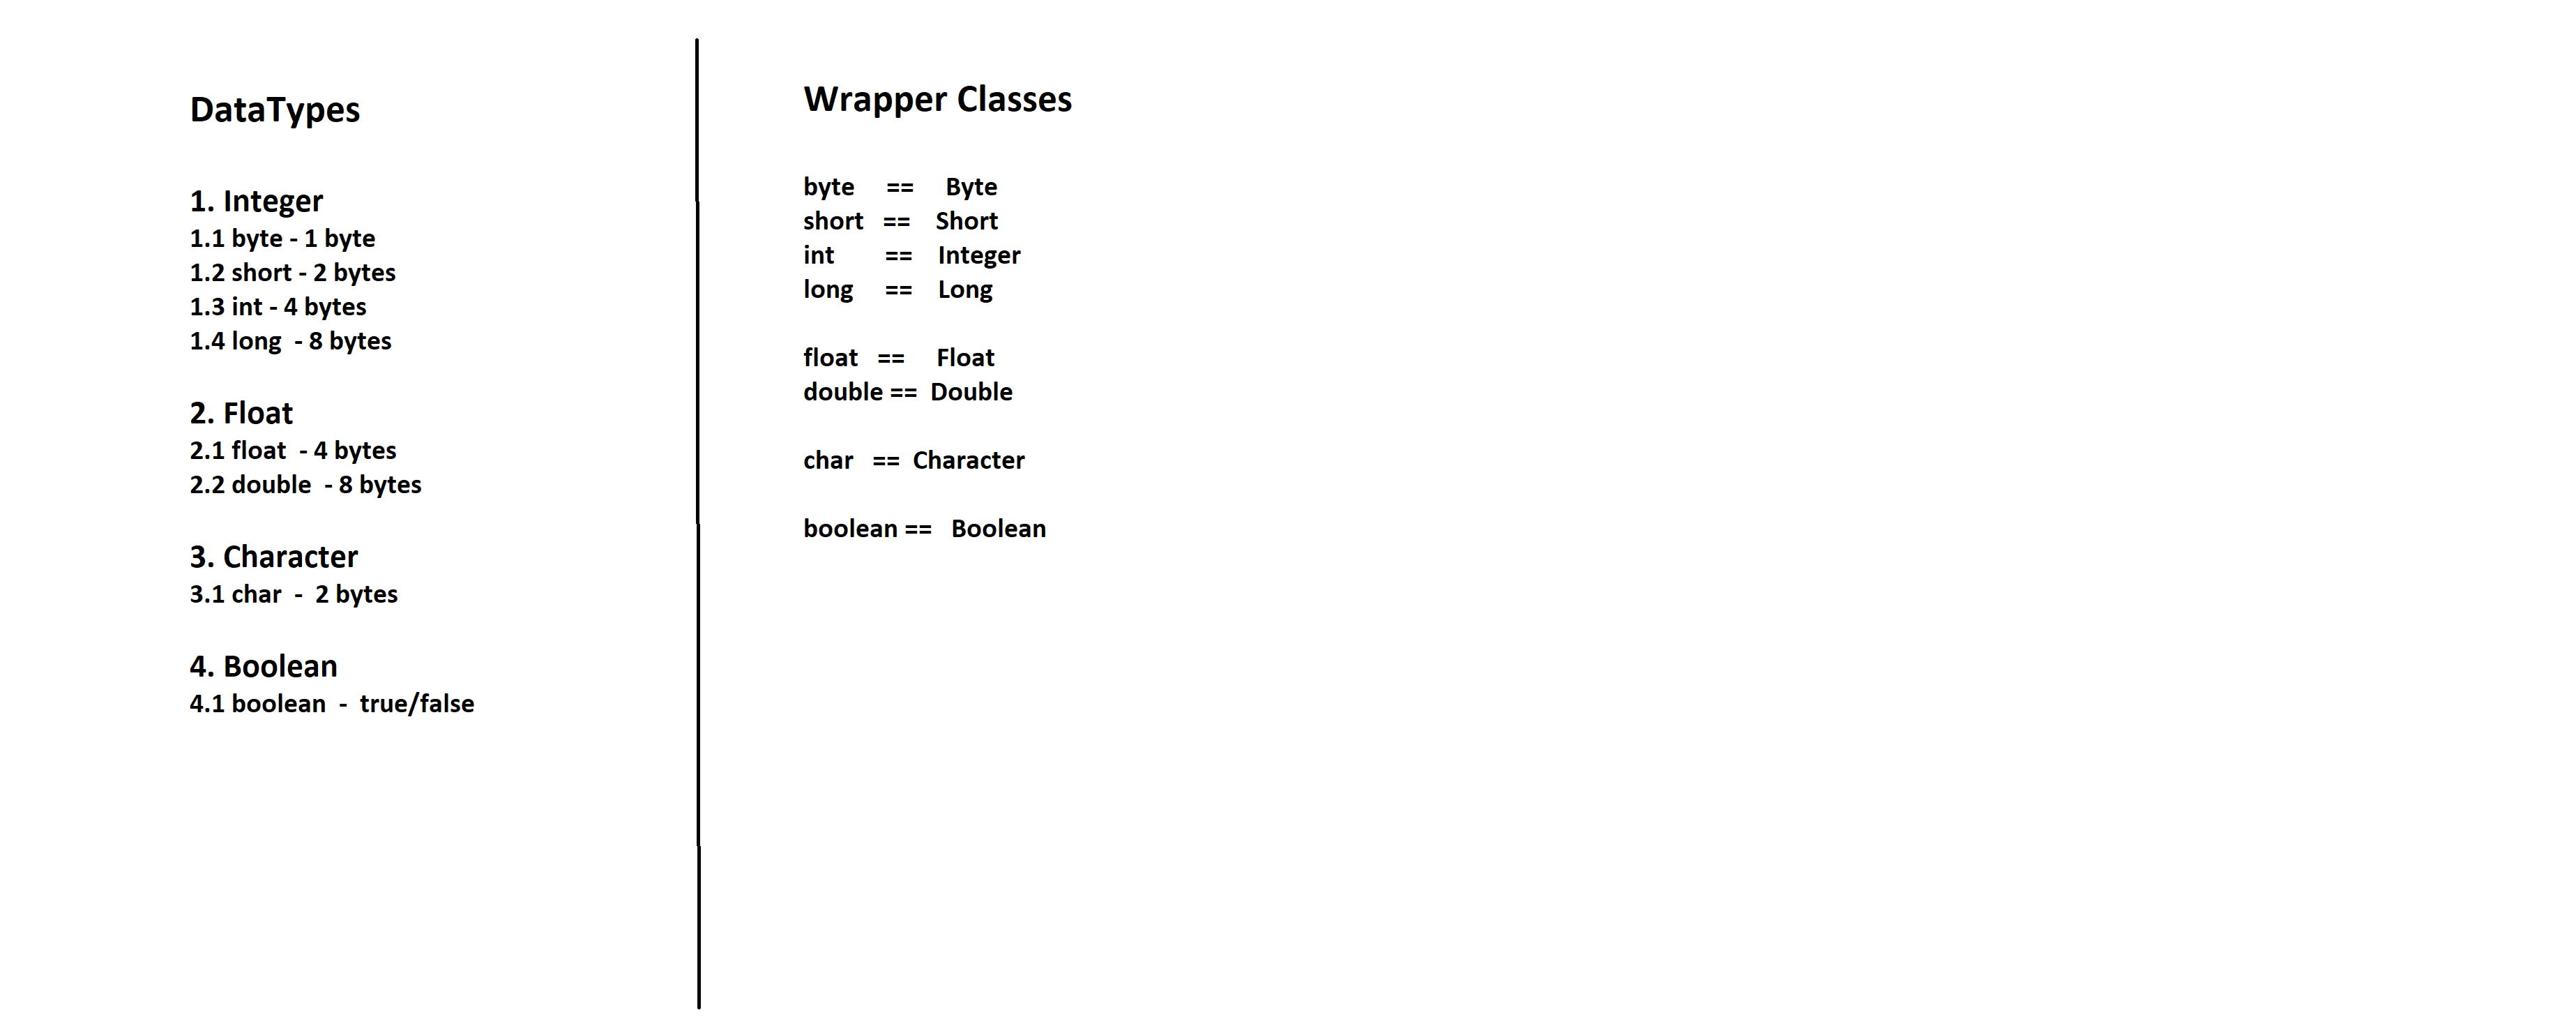 DataTypes
1. Integer
1.1 byte - 1 byte
1.2 short - 2 bytes
1.3 int - 4 bytes
1.4 long  - 8 bytes
2. Float
2.1 float  - 4 bytes
2.2 double  - 8 bytes
3. Character
3.1 char  -  2 bytes
4. Boolean
4.1 boolean  -  true/false
Wrapper Classes
byte == Byte
short == Short
int == Integer
long == Long
float == Float
double == Double
char == Character
boolean == Boolean